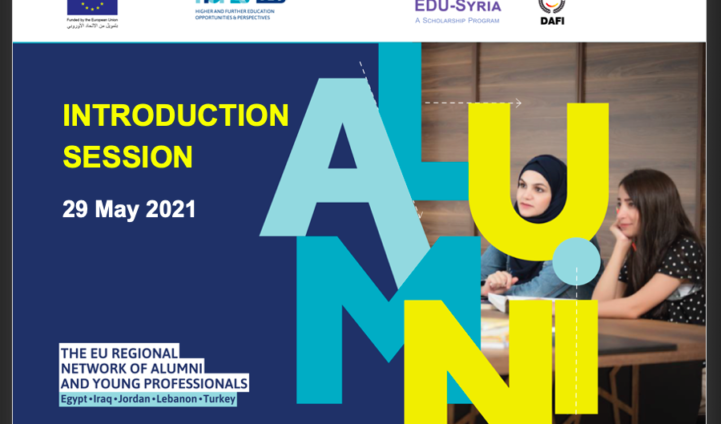 Funded by the European Union
تمويل من الاتحاد الأوروبي
HIGHER AND FURTHER EDUCATION
OPPORTUNITIES & PERSPECTIVES
EDU-SYRIA
A SCHOLARSHIP PROGRAM
DAFI
INTRODUCTION
SESSION
29 May 2021
ALUMNI
THE EU REGIONAL
NETWORK OF ALUMNI
AND YOUNG PROFESSIONALS
Egypt • Iraq • Jordan • Lebanon • Turkey